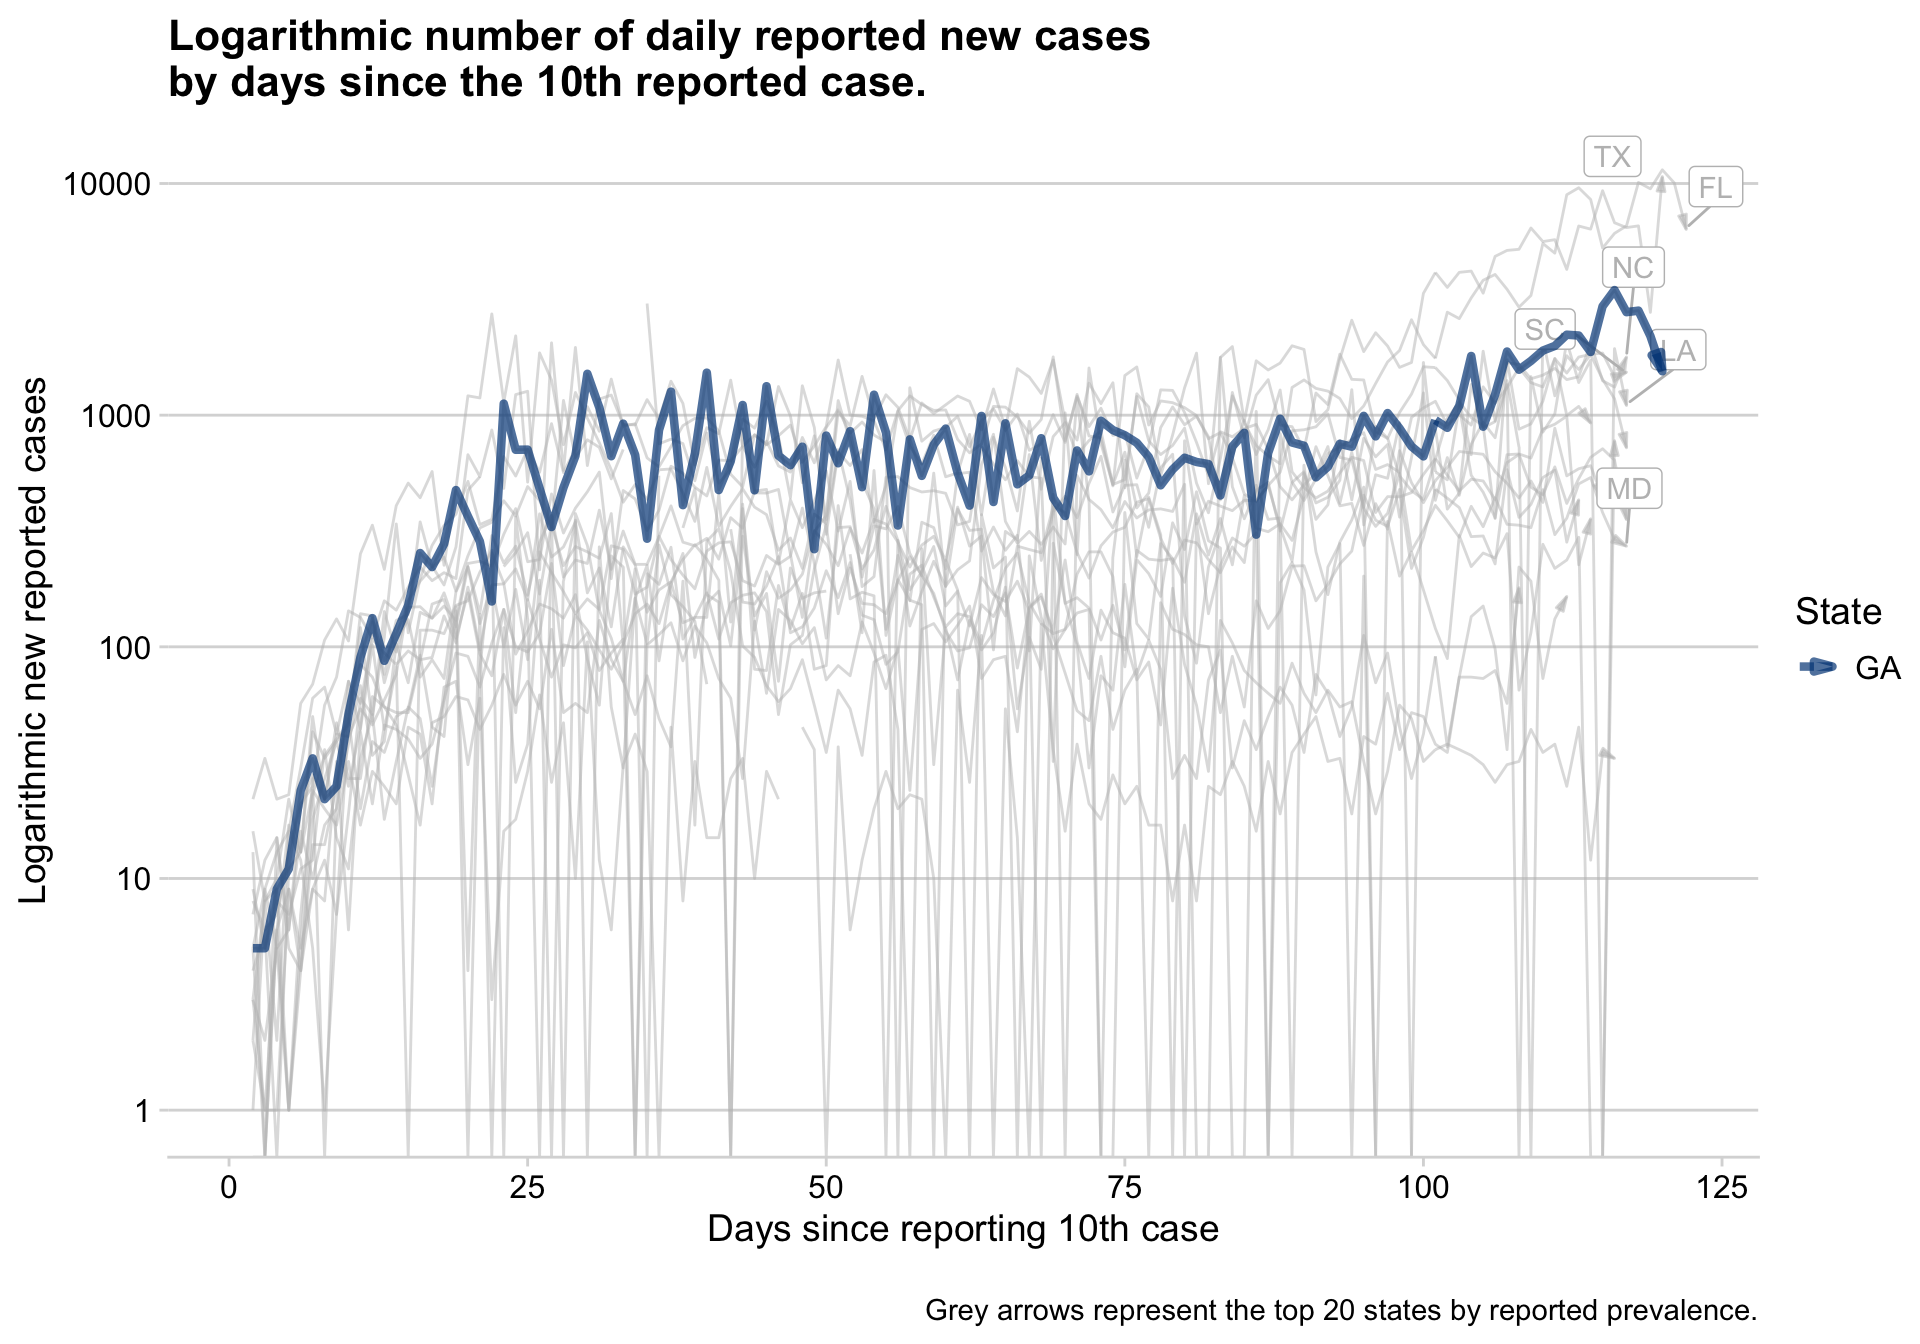 Logarithmic number of daily reported new cases
by days since the 10th reported case.
Logarithmic new reported cases
10000
1000
100
10
1
TX
FL
NC
SC
LA
MD
State
GA
0
25
50
75
100
125
Days since reporting 10th case
Grey arrows represent the top 20 states by reported prevalence.